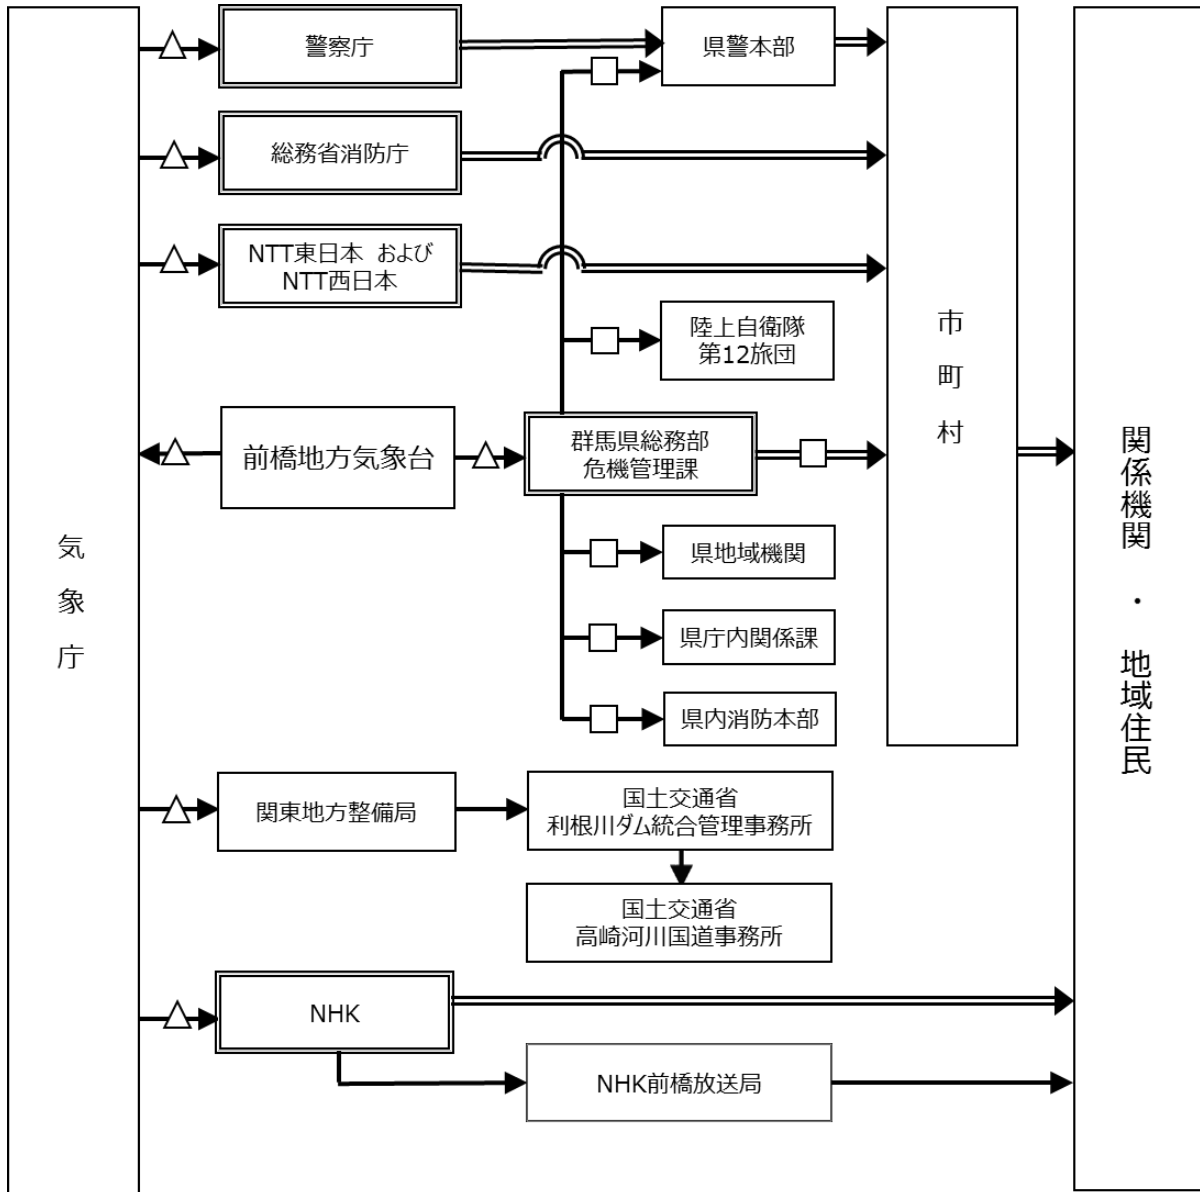 気象庁
警察庁
県警本部
総務省消防庁
NTT東日本 および
NTT西日本
陸上自衛隊
第12旅団
前橋地方気象台
群馬県総務部
危機管理課
県地域機関
県庁内関係課
県内消防本部
市町村
関東地方整備局
国土交通省
利根川ダム統合管理事務所
国土交通省
高崎河川国道事務所
NHK
NHK前橋放送局
関係機関・地域住民